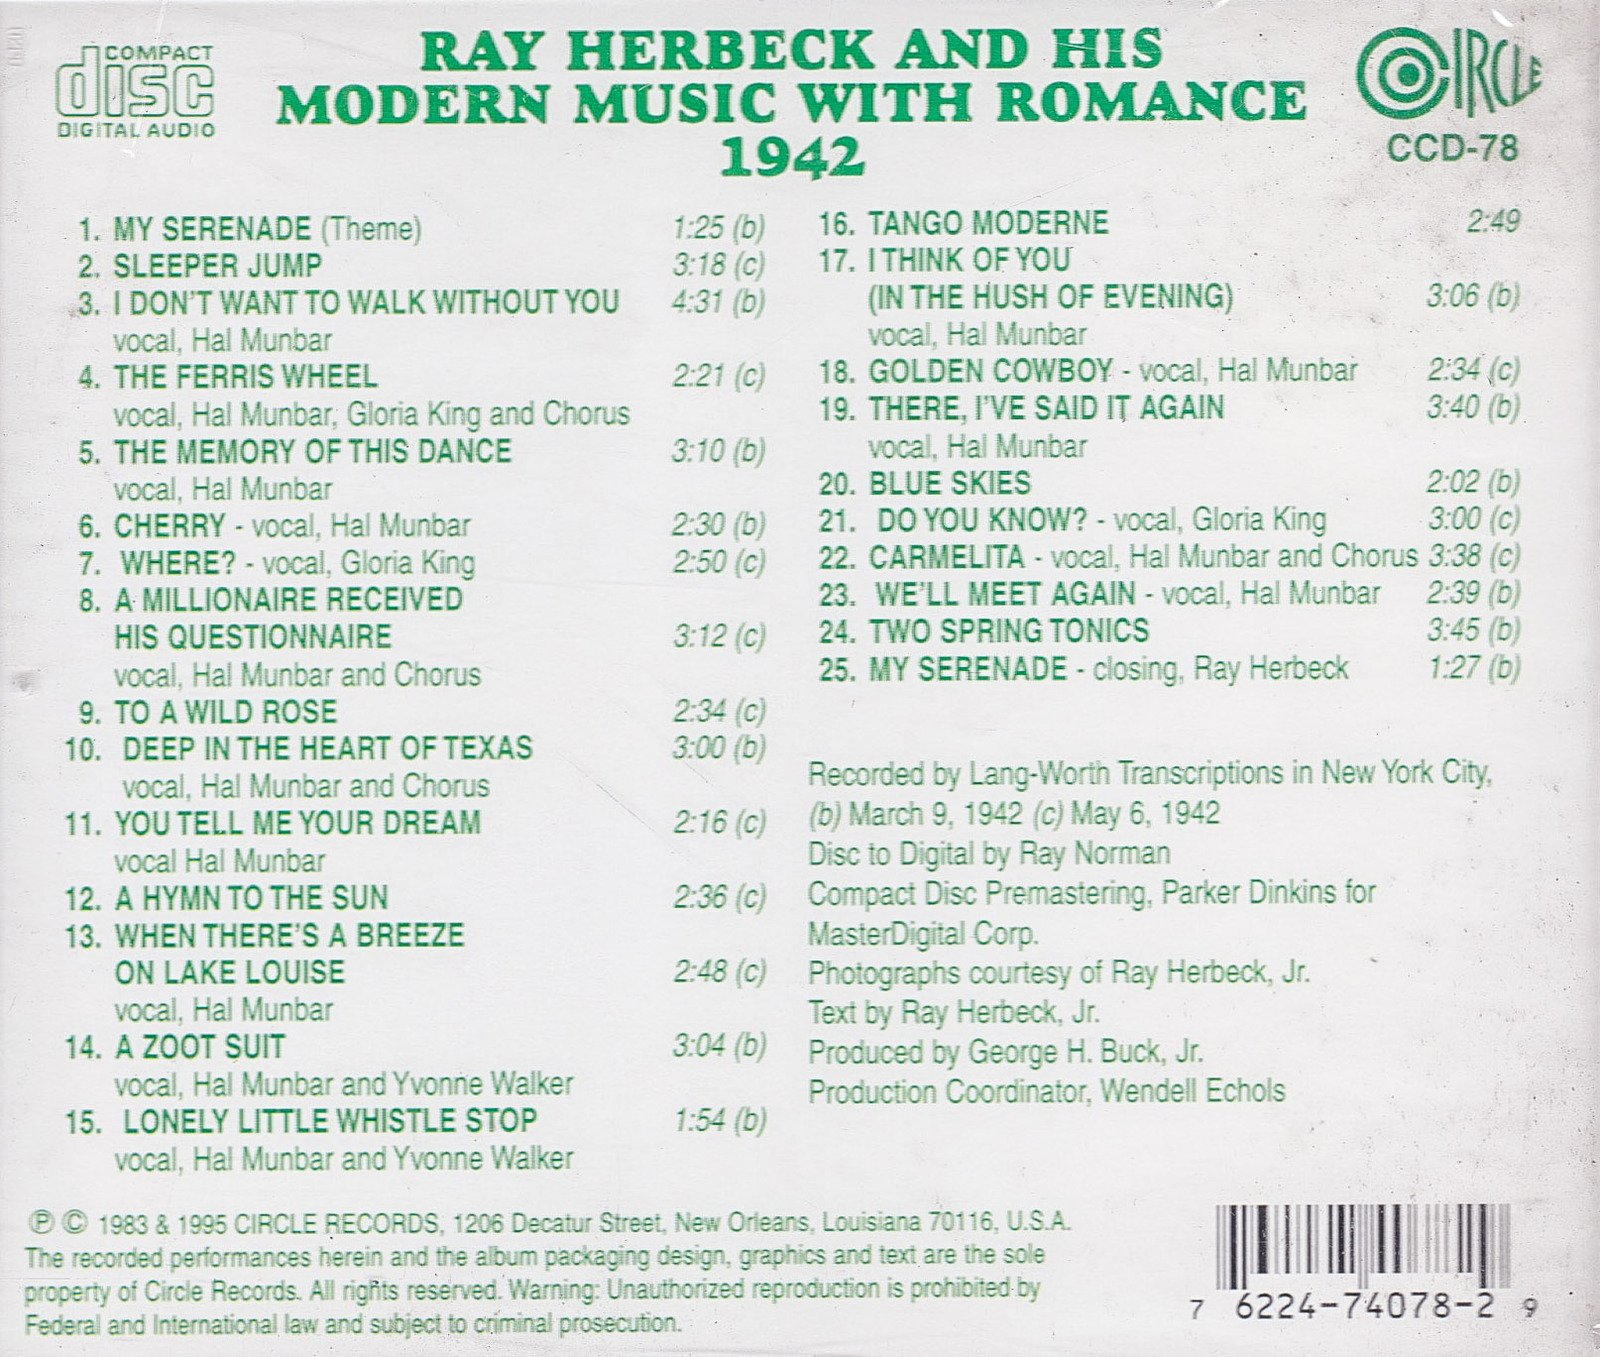 COMPACT
disc
DIGITAL AUDIO
RAY HERBECK AND HIS
MODERN MUSIC WITH ROMANCE
1942
CIRCLE
CCD-78
1. MY SERENADE (Theme) 1:25 (b)
2. SLEEPER JUMP 3:18 (c)
3. I DON'T WANT TO WALK WITHOUT YOU 4:31 (b)
vocal, Hal Munbar
4. THE FERRIS WHEEL 2:21 (c)
vocal, Hal Munbar, Gloria King and Chorus
5. THE MEMORY OF THIS DANCE 3:10 (b)
vocal, Hal Munbar
6. CHERRY - vocal, Hal Munbar 2:30 (b)
7. WHERE? - vocal, Gloria King 2:50 (c)
8. A MILLIONAIRE RECEIVED
HIS QUESTIONNAIRE 3:12 (c)
vocal, Hal Munbar and Chorus
9. TO A WILD ROSE 2:34 (c)
10. DEEP IN THE HEART OF TEXAS 3:00 (b)
vocal, Hal Munbar and Chorus
11. YOU TELL ME YOUR DREAM 2:16 (c)
vocal Hal Munbar
12. A HYMN TO THE SUN 2:36 (c)
13. WHEN THERE'S A BREEZE
ON LAKE LOUISE 2:48 (c)
vocal, Hal Munbar
14. A ZOOT SUIT 3:04 (b)
vocal, Hal Munbar and Yvonne Walker
15. LONELY LITTLE WHISTLE STOP 1:54 (b)
vocal, Hal Munbar and Yvonne Walker
16. TANGO MODERNE 2:49
17. I THINK OF YOU
(IN THE HUSH OF EVENING) 3:06 (b)
vocal, Hal Munbar
18. GOLDEN COWBOY - vocal, Hal Munbar 2:34 (c)
19. THERE, I'VE SAID IT AGAIN 3:40 (b)
vocal, Hal Munbar
20. BLUE SKIES 2:02 (b)
21. DO YOU KNOW? - vocal, Gloria King 3:00 (c)
22. CARMELITA - vocal, Hal Munbar and Chorus 3:38 (c)
23. WE'LL MEET AGAIN - vocal, Hal Munbar 2:39 (b)
24. TWO SPRING TONICS 3:45 (b)
25. MY SERENADE - closing, Ray Herbeck 1:27 (b)
Recorded by Lang-Worth Transcriptions in New York City,
(b) March 9, 1942 (c) May 6, 1942
Disc to Digital by Ray Norman
Compact Disc Premastering, Parker Dinkins for
MasterDigital Corp.
Photographs courtesy of Ray Herbeck, Jr.
Text by Ray Herbeck, Jr.
Produced by George H. Buck, Jr.
Production Coordinator, Wendell Echols
℗ © 1983 & 1995 CIRCLE RECORDS, 1206 Decatur Street, New Orleans, Louisiana 70116, U.S.A.
The recorded performances herein and the album packaging design, graphics and text are the sole
property of Circle Records. All rights reserved. Warning: Unauthorized reproduction is prohibited by
Federal and International law and subject to criminal prosecution.
7 6224-74078-2 9